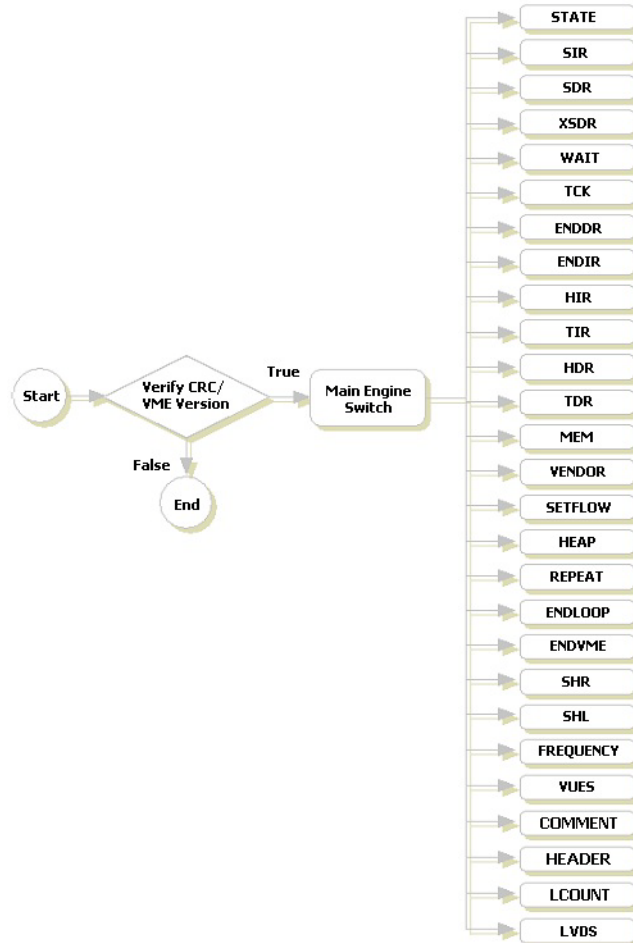 STATE
SIR
SDR
XSDR
WAIT
TCK
ENDDR
ENDIR
HIR
TIR
HDR
TDR
MEM
VENDOR
SETFLOW
HEAP
REPEAT
ENDLOOP
ENDVME
SHR
SHL
FREQUENCY
VUES
COMMENT
HEADER
LCOUNT
LVDS
Start
Verify CRC/
VME Version
True
Main Engine
Switch
False
End